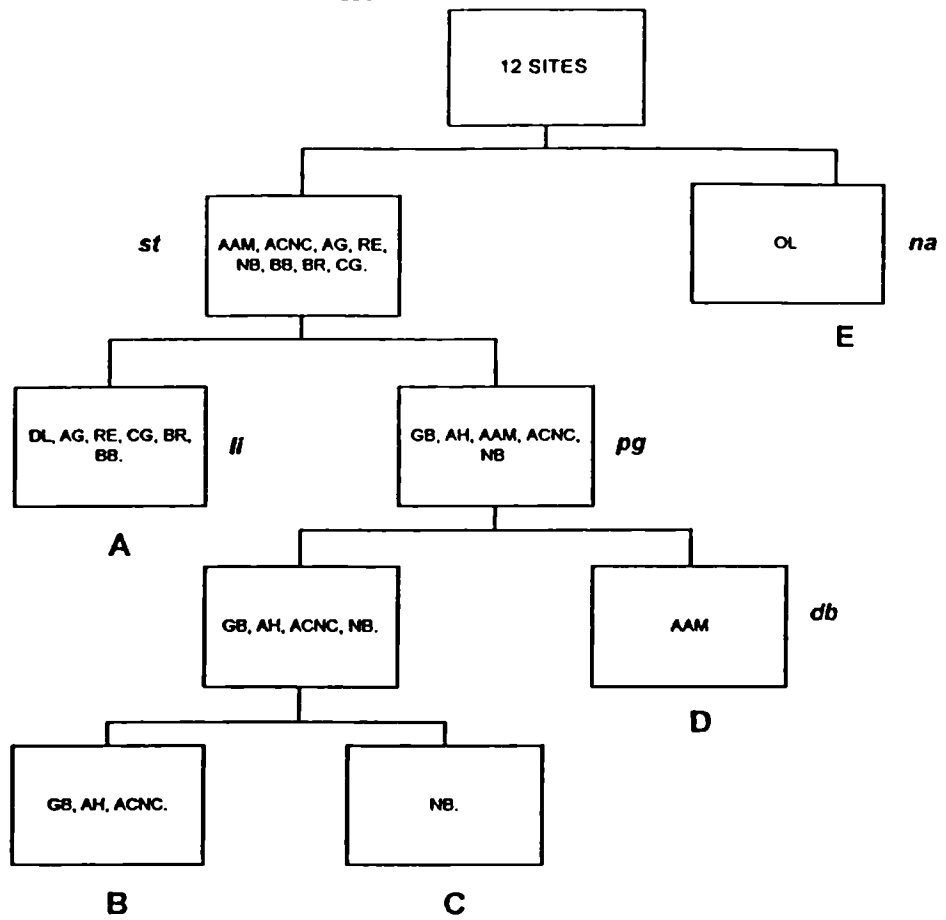 12 SITES
st
AAM, ACNC, AG, RE,
NB, BB, BR, CG.
OL
na
E
DL, AG, RE, CG, BR,
BB.
li
GB, AH, AAM, ACNC,
NB
pg
A
GB, AH, ACNC, NB.
AAM
db
D
GB, AH, ACNC.
NB.
B
C